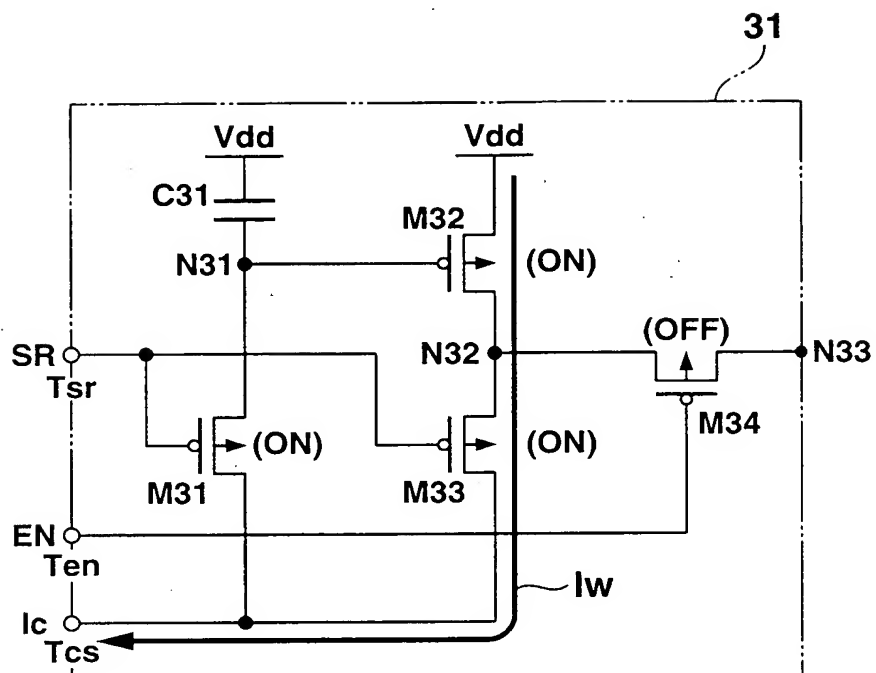 31
Vdd
Vdd
C31
M32
N31
(ON)
(OFF)
SR
N32
N33
Tsr
(ON)
(ON)
M34
M31
M33
EN
Ten
Iw
Ic
Tcs